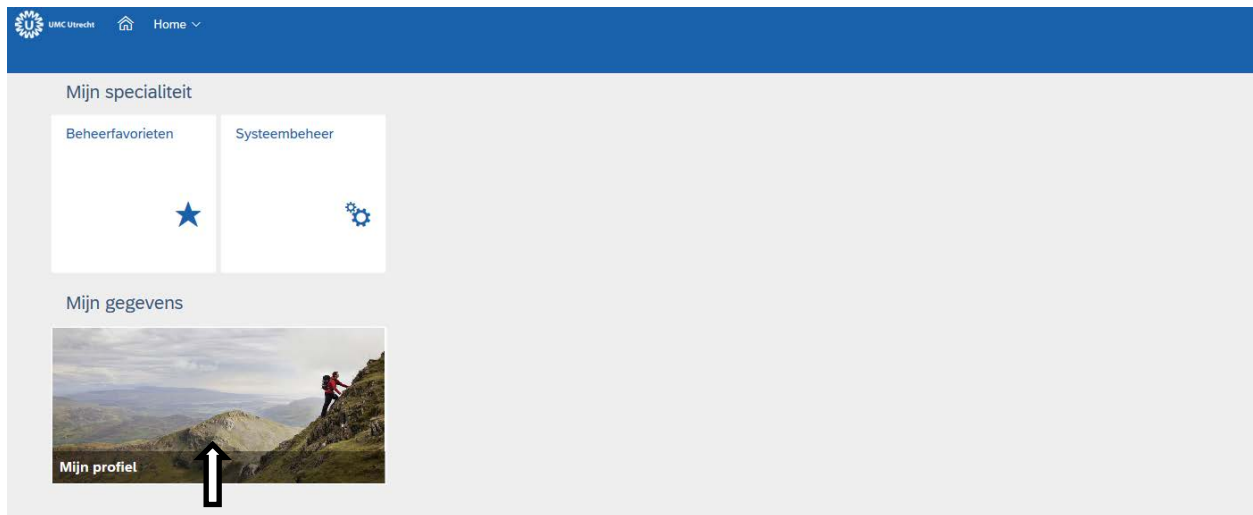 UMC Utrecht Home
Mijn specialiteit
Beheerfavorieten Systeembeheer
Mijn gegevens
Mijn profiel